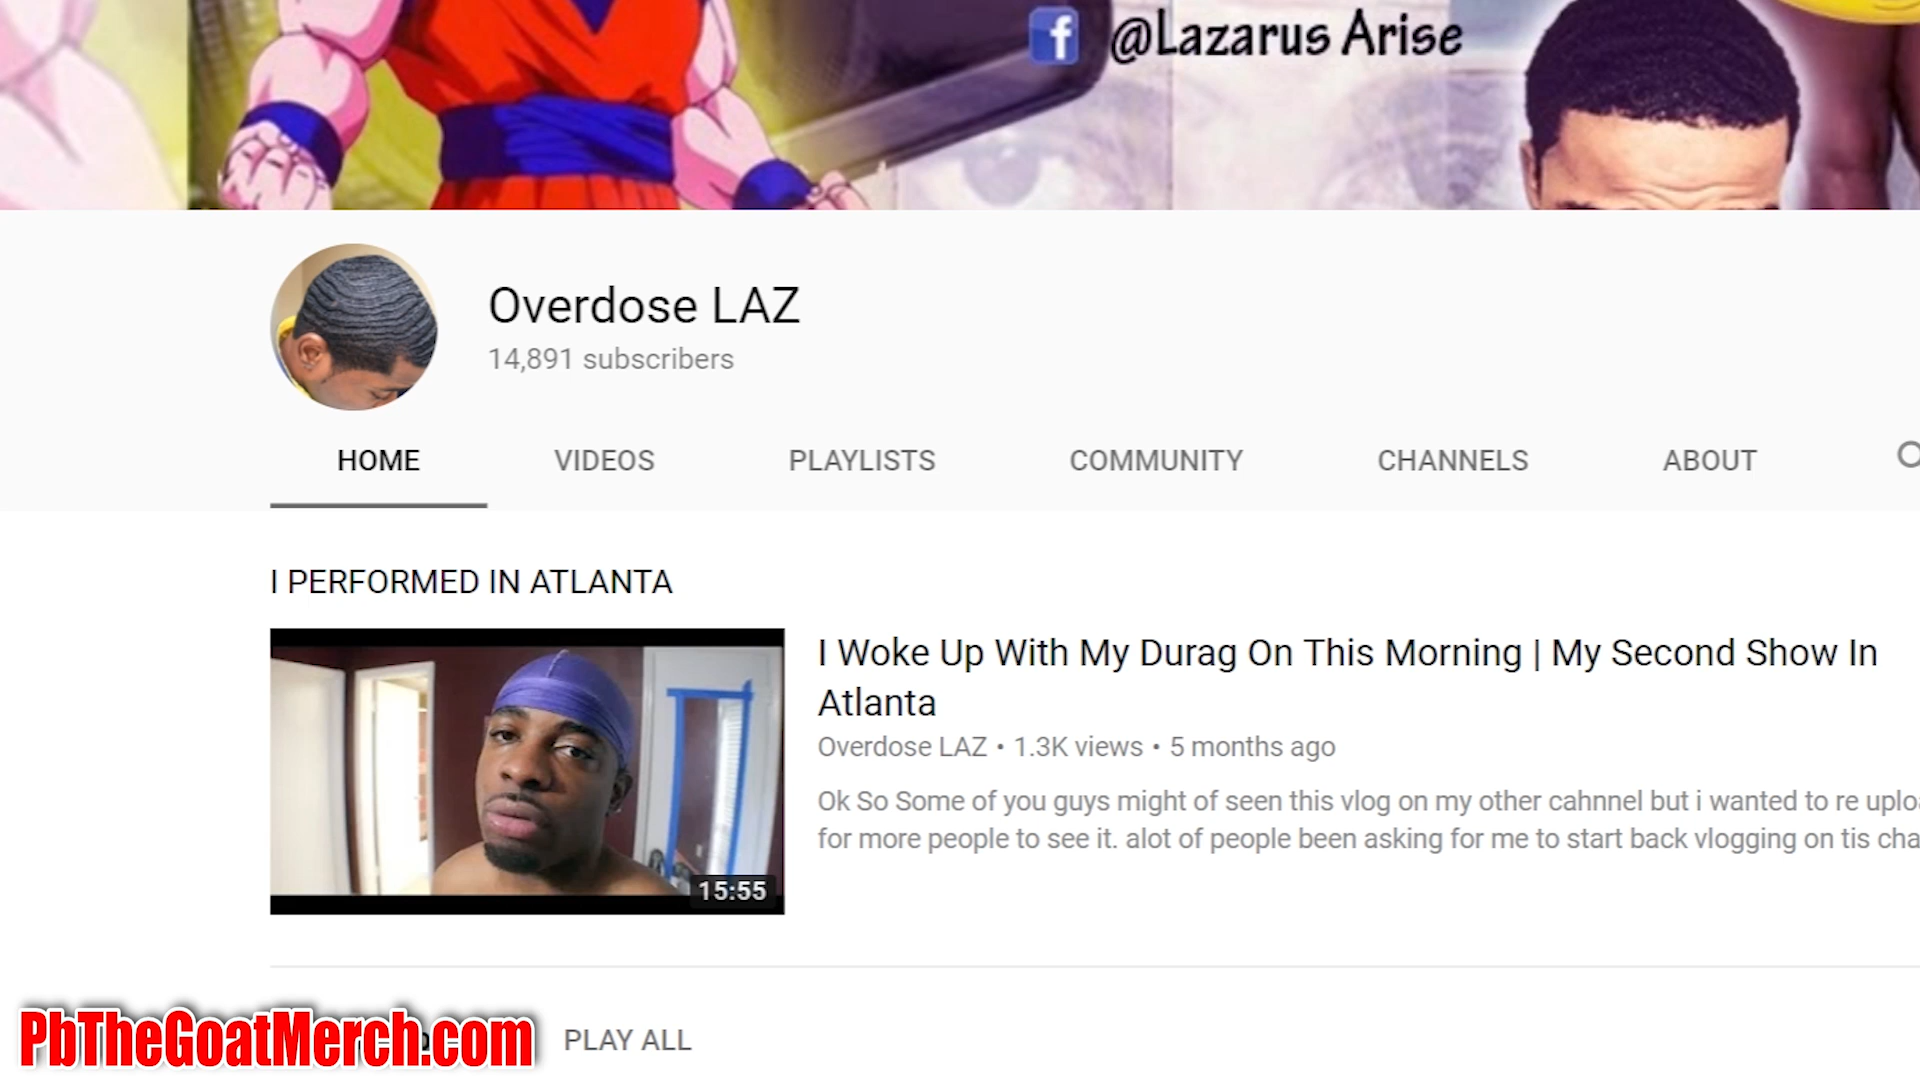 f @Lazarus Arise
Overdose LAZ
14,891 subscribers
HOME VIDEOS PLAYLISTS COMMUNITY CHANNELS ABOUT
I PERFORMED IN ATLANTA
I Woke Up With My Durag On This Morning | My Second Show In
Atlanta
Overdose LAZ • 1.3K views • 5 months ago
Ok So Some of you guys might of seen this vlog on my other cahnnel but i wanted to re uplo
for more people to see it. alot of people been asking for me to start back vlogging on tis cha
15:55
PbTheGoatMerch.com PLAY ALL